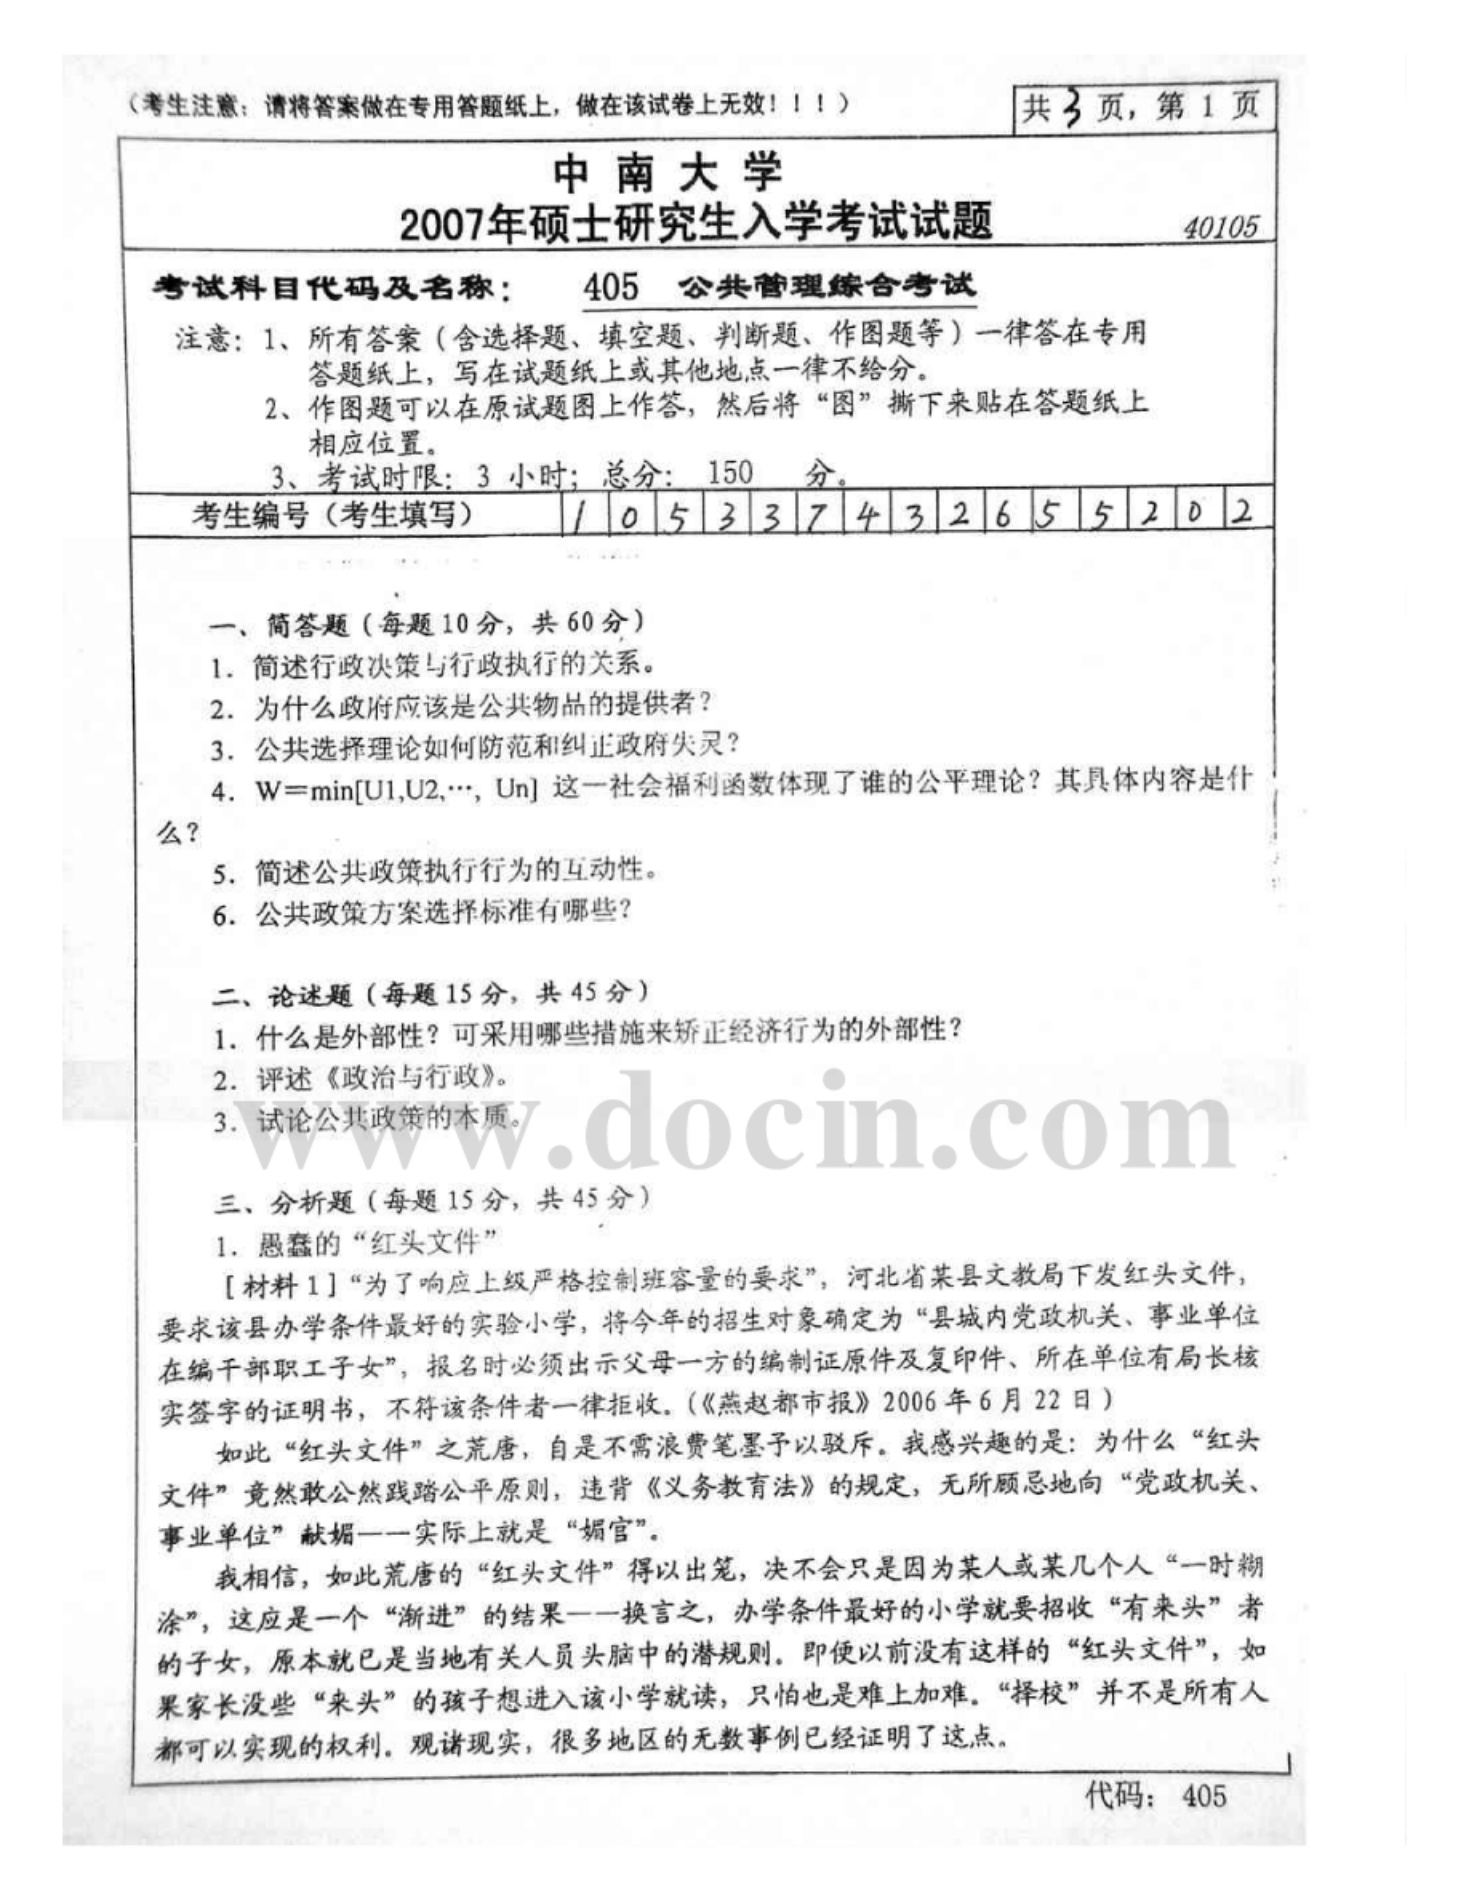 （考生注意：请将答案做在专用答题纸上，做在该试卷上无效！！！）
共3页，第1页
中南大学
2007年硕士研究生入学考试试题
40105
考试科目代码及名称： 405 公共管理综合考试
注意：1、所有答案（含选择题、填空题、判断题、作图题等）一律答在专用
答题纸上，写在试题纸上或其他地点一律不给分。
2、作图题可以在原试题图上作答，然后将“图”撕下来贴在答题纸上
相应位置。
3、考试时限：3 小时；总分： 150 分。
考生编号（考生填写） 1 0 5 3 3 7 4 3 2 6 5 5 2 0 2
一、简答题（每题10分，共60分）
1．简述行政决策与行政执行的关系。
2．为什么政府应该是公共物品的提供者？
3．公共选择理论如何防范和纠正政府失灵？
4．W＝min[U1,U2,…, Un] 这一社会福利函数体现了谁的公平理论？其具体内容是什
么？
5．简述公共政策执行行为的互动性。
6．公共政策方案选择标准有哪些？
二、论述题（每题15分，共45分）
1．什么是外部性？可采用哪些措施来矫正经济行为的外部性？
2．评述《政治与行政》。
3．试论公共政策的本质。
www.docin.com
三、分析题（每题15分，共45分）
1．愚蠢的“红头文件”
[材料1]“为了响应上级严格控制班容量的要求”，河北省某县文教局下发红头文件，
要求该县办学条件最好的实验小学，将今年的招生对象确定为“县城内党政机关、事业单位
在编干部职工子女”，报名时必须出示父母一方的编制证原件及复印件、所在单位有局长核
实签字的证明书，不符该条件者一律拒收。(《燕赵都市报》2006年6月22日)
如此“红头文件”之荒唐，自是不需浪费笔墨予以驳斥。我感兴趣的是：为什么“红头
文件”竟然敢公然践踏公平原则，违背《义务教育法》的规定，无所顾忌地向“党政机关、
事业单位”献媚——实际上就是“媚官”。
我相信，如此荒唐的“红头文件”得以出笼，决不会只是因为某人或某几个人“一时糊
涂”，这应是一个“渐进”的结果——换言之，办学条件最好的小学就要招收“有来头”者
的子女，原本就已是当地有关人员头脑中的潜规则。即便以前没有这样的“红头文件”，如
果家长没些“来头”的孩子想进入该小学就读，只怕也是难上加难。“择校”并不是所有人
都可以实现的权利。观诸现实，很多地区的无数事例已经证明了这点。
代码： 405